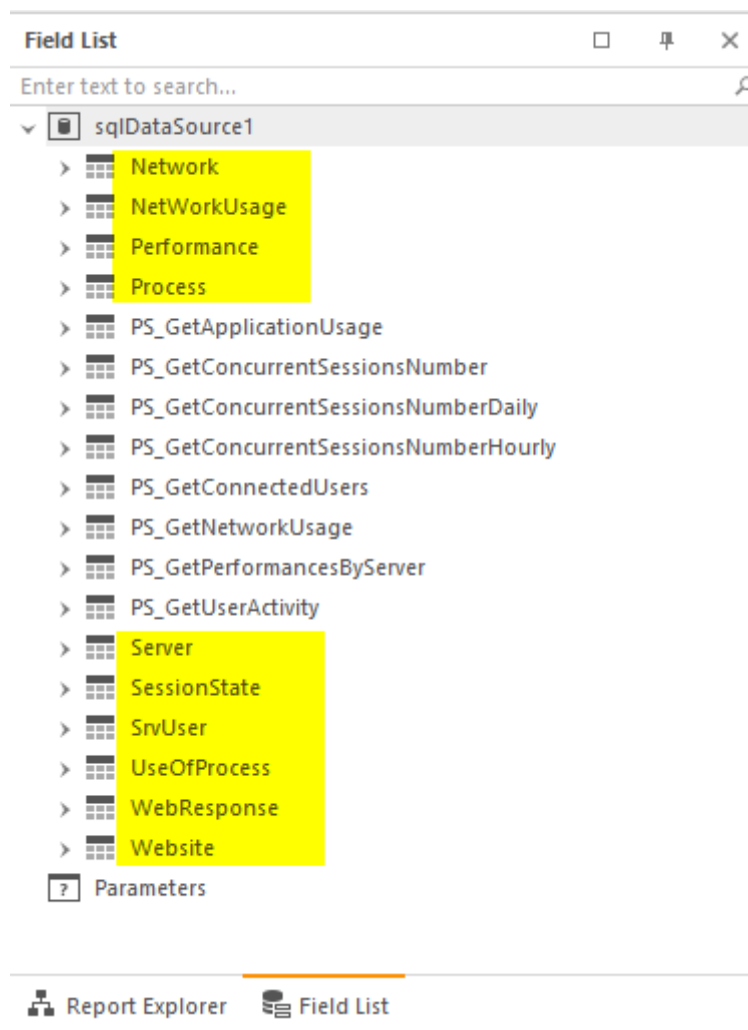 Field List
Enter text to search...
sqlDataSource1
Network
NetWorkUsage
Performance
Process
PS_GetApplicationUsage
PS_GetConcurrentSessionsNumber
PS_GetConcurrentSessionsNumberDaily
PS_GetConcurrentSessionsNumberHourly
PS_GetConnectedUsers
PS_GetNetworkUsage
PS_GetPerformancesByServer
PS_GetUserActivity
Server
SessionState
SrvUser
UseOfProcess
WebResponse
Website
? Parameters
Report Explorer Field List